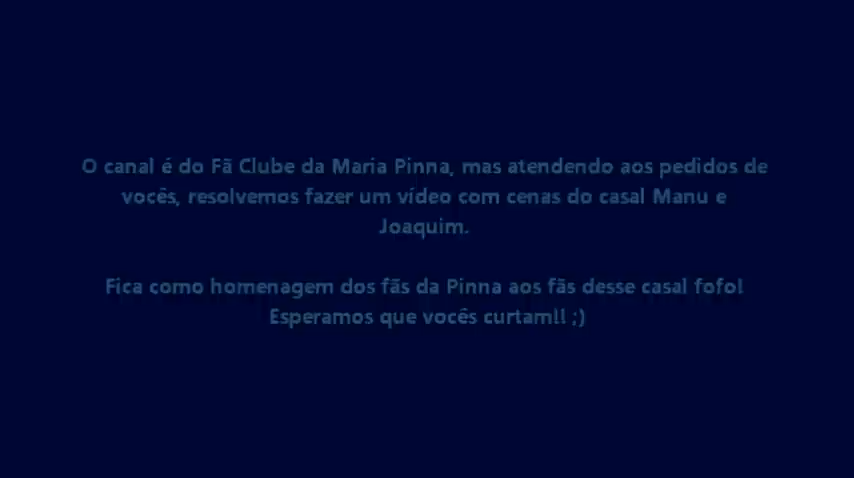 O canal é do Fã Clube da Maria Pinna, mas atendendo aos pedidos de
vocês, resolvemos fazer um vídeo com cenas do casal Manu e
Joaquim.
Fica como homenagem dos fãs da Pinna aos fãs desse casal fofo!
Esperamos que vocês curtam!! ;)